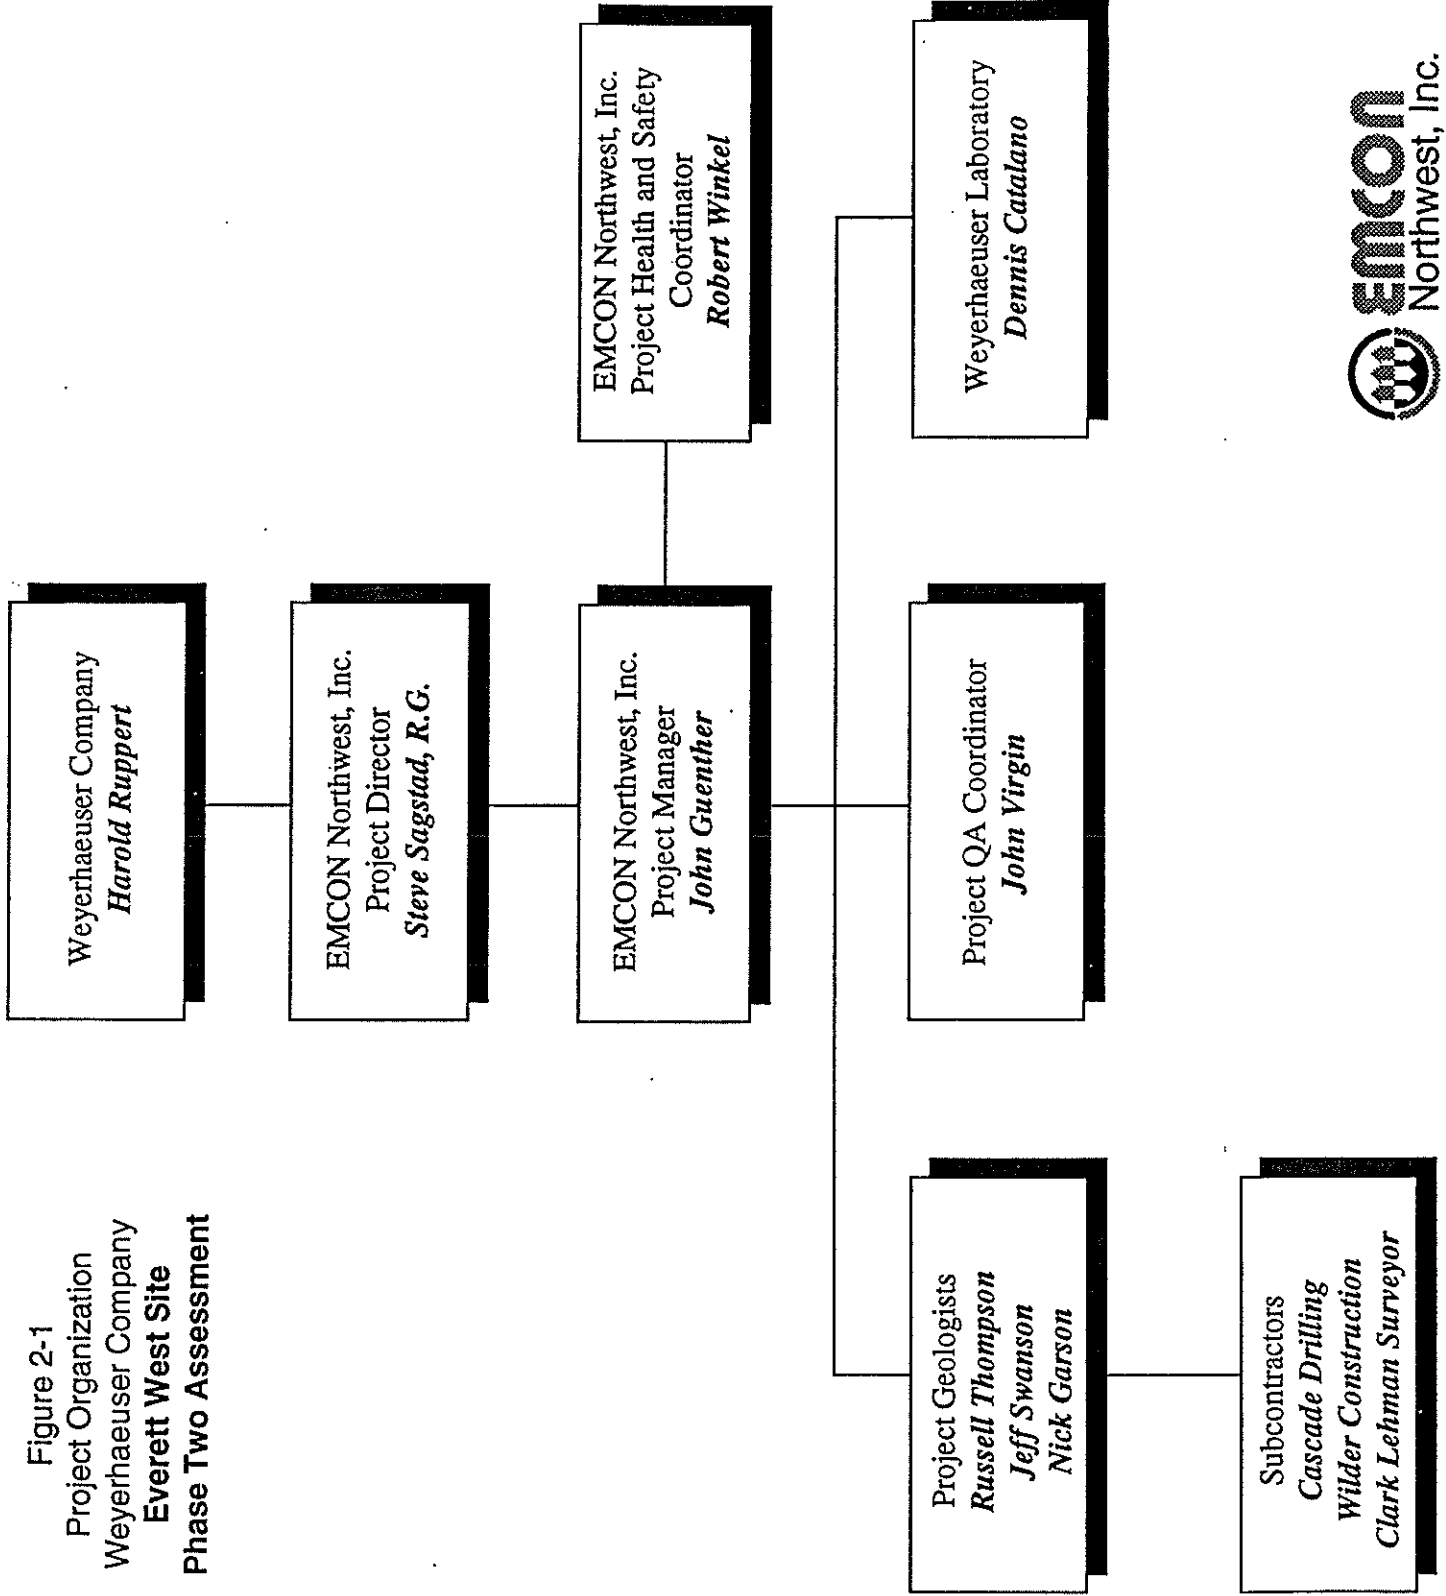 Figure 2-1
Project Organization
Weyerhaeuser Company
Everett West Site
Phase Two Assessment
Weyerhaeuser Company
Harold Ruppert
EMCON Northwest, Inc.
Project Director
Steve Sagstad, R.G.
EMCON Northwest, Inc.
Project Manager
John Guenther
EMCON Northwest, Inc.
Project Health and Safety
Coordinator
Robert Winkel
Project Geologists
Russell Thompson
Jeff Swanson
Nick Garson
Project QA Coordinator
John Virgin
Weyerhaeuser Laboratory
Dennis Catalano
Subcontractors
Cascade Drilling
Wilder Construction
Clark Lehman Surveyor
emcon
Northwest, Inc.